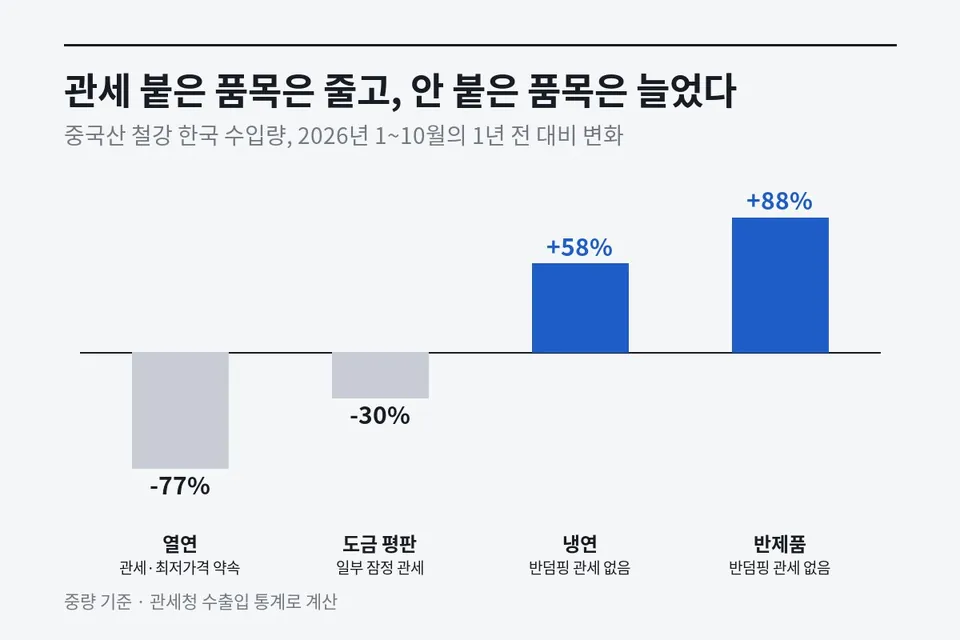 관세 붙은 품목은 줄고, 안 붙은 품목은 늘었다
중국산 철강 한국 수입량, 2026년 1~10월의 1년 전 대비 변화
+88%
+58%
-30%
-77%
열연 도금 평판 냉연 반제품
관세·최저가격 약속 일부 잠정 관세 반덤핑 관세 없음 반덤핑 관세 없음
중량 기준 · 관세청 수출입 통계로 계산